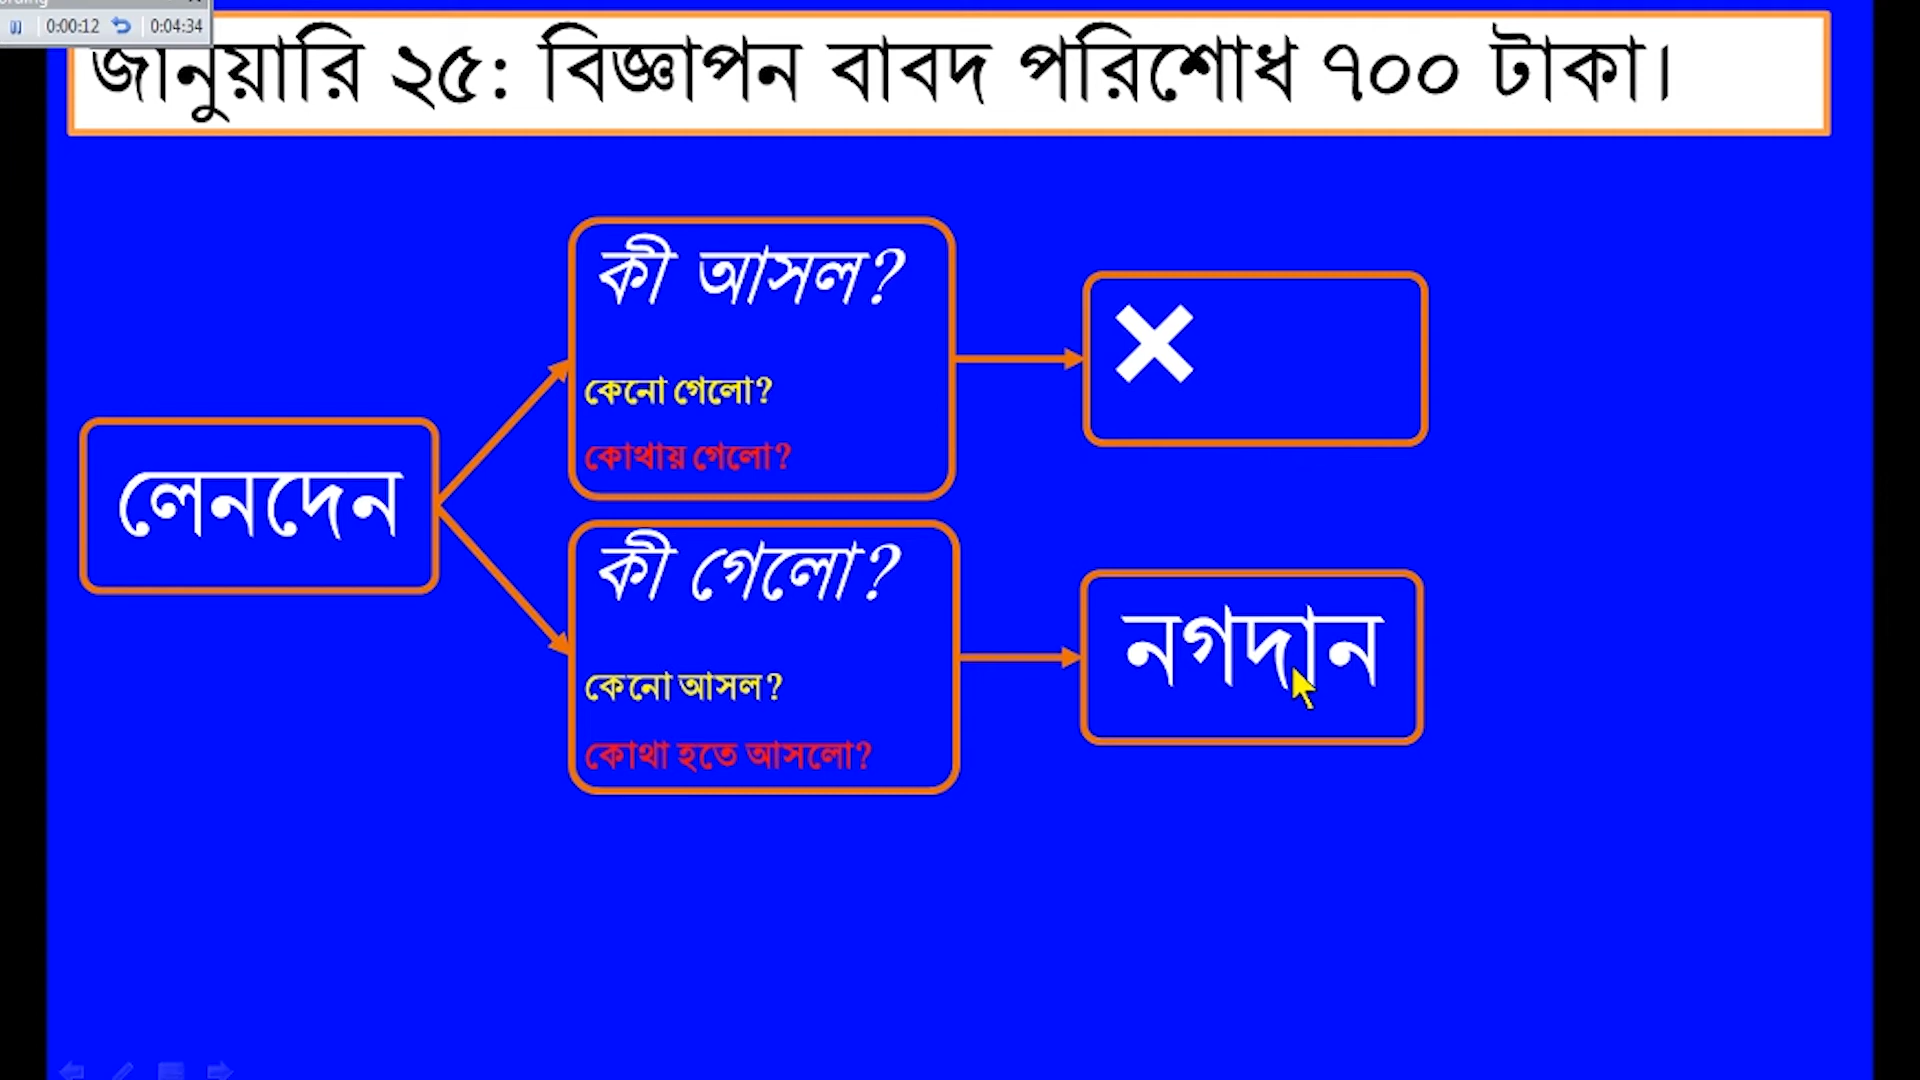 0:00:12 0:04:34
জানুয়ারি ২৫: বিজ্ঞাপন বাবদ পরিশোধ ৭০০ টাকা।
কী আসল?
কেনো গেলো?
কোথায় গেলো?
লেনদেন
কী গেলো?
কেনো আসল?
কোথা হতে আসলো?
নগদান